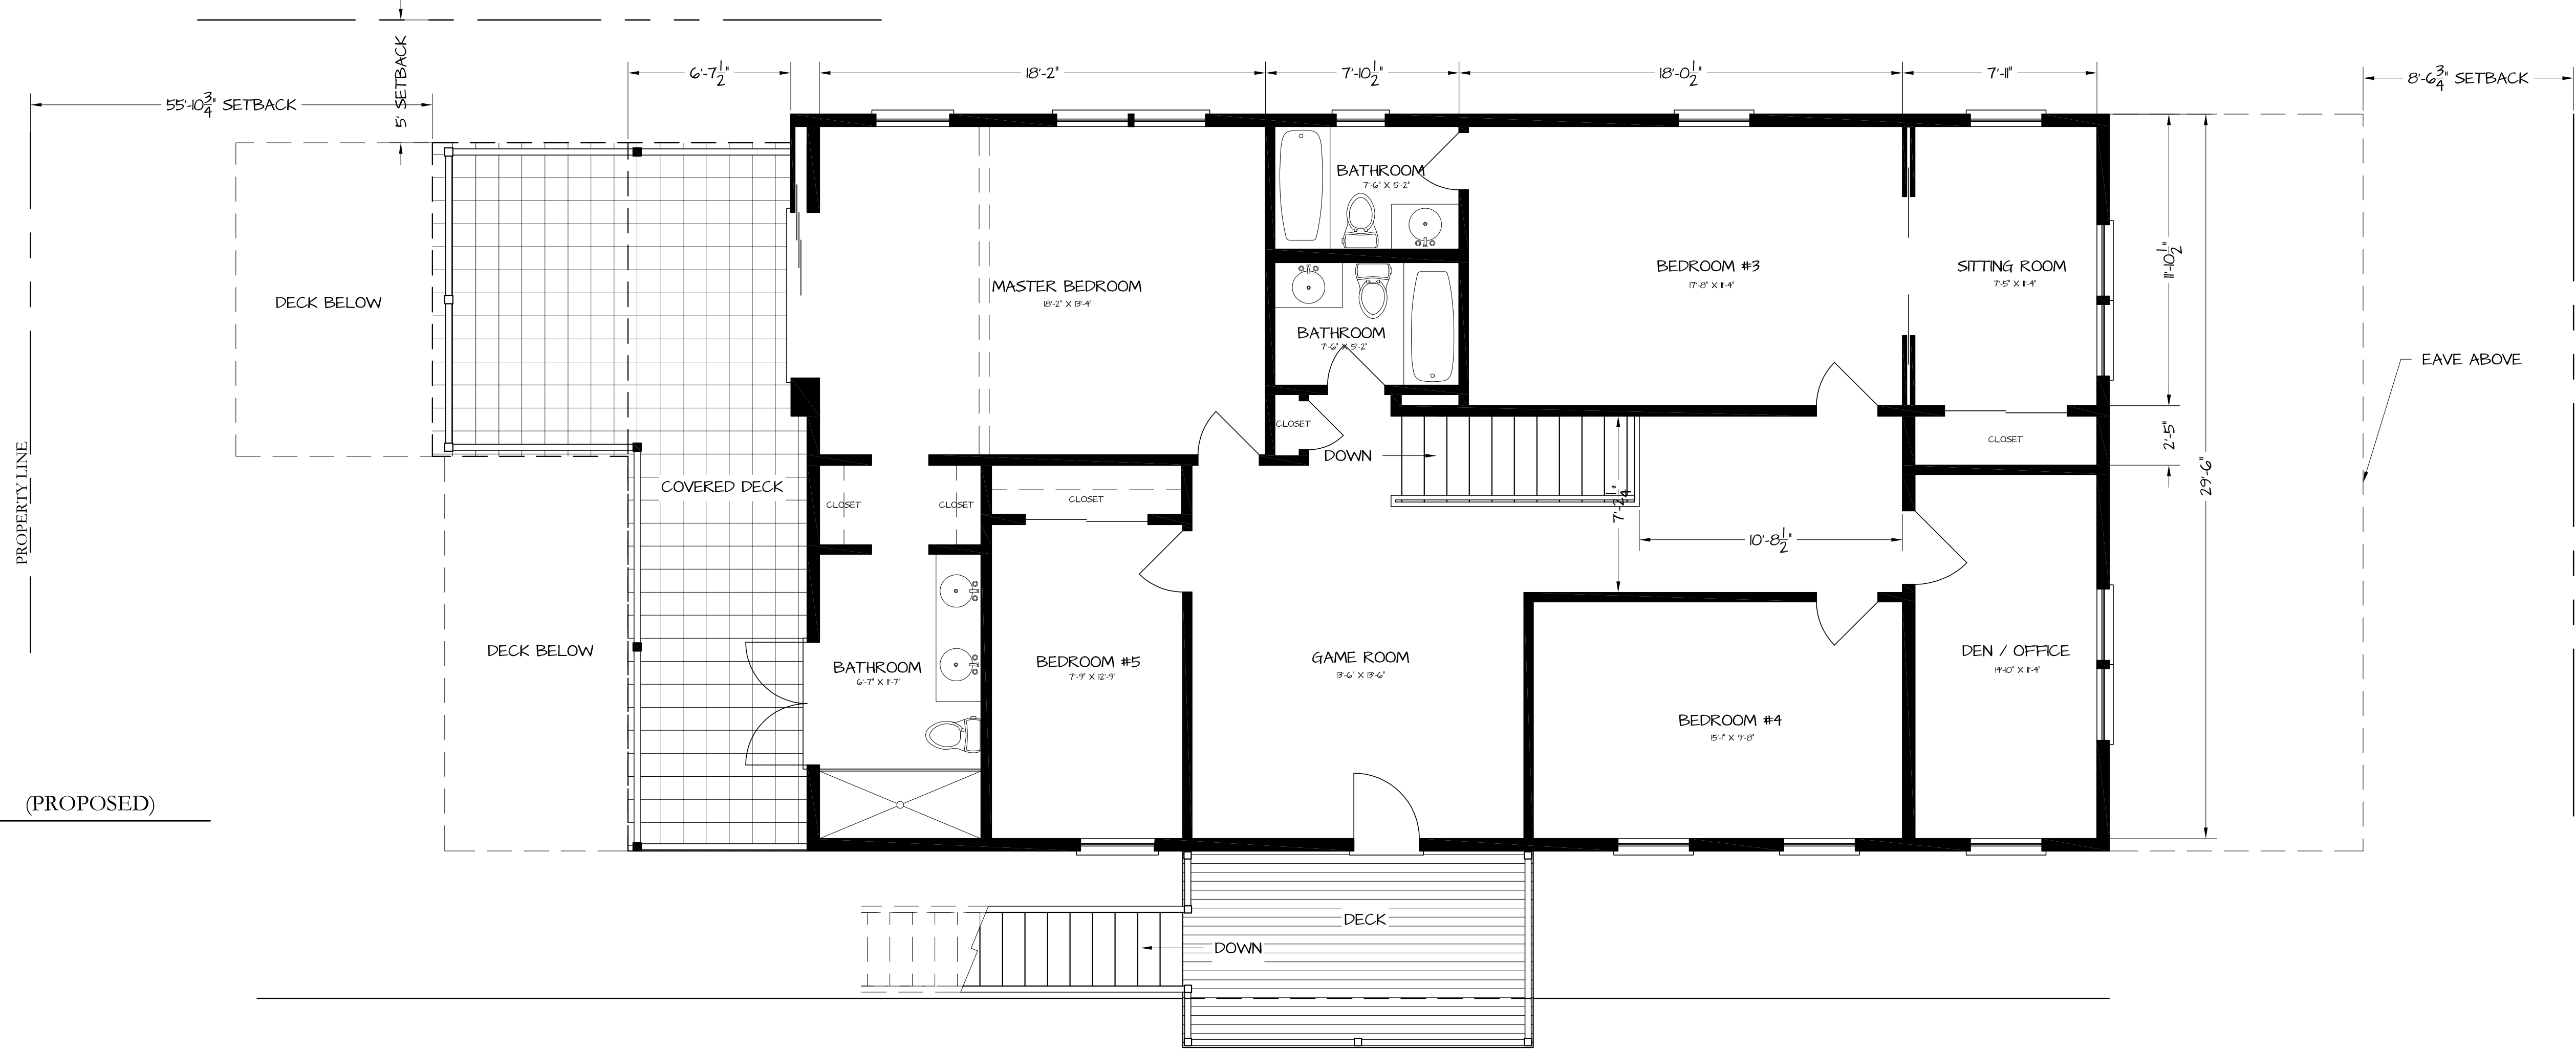 5' SETBACK
6'-7 1/2"
18'-2"
7'-10 1/2"
18'-0 1/2"
7'-11"
8'-6 3/4" SETBACK
55'-10 3/4" SETBACK
BATHROOM
7'-6" X 5'-2"
MASTER BEDROOM
18'-2" X 13'-4"
BEDROOM #3
17'-8" X 11'-4"
SITTING ROOM
7'-5" X 11'-4"
11'-10 1/2"
DECK BELOW
BATHROOM
7'-6" X 5'-2"
EAVE ABOVE
CLOSET
DOWN
CLOSET
2'-5"
29'-6"
PROPERTY LINE
COVERED DECK
CLOSET
CLOSET
CLOSET
7'-2 1/4"
10'-8 1/2"
DECK BELOW
BATHROOM
6'-7" X 11'-7"
BEDROOM #5
7'-9" X 12'-9"
GAME ROOM
13'-6" X 13'-6"
DEN / OFFICE
14'-10" X 11'-4"
BEDROOM #4
15'-1" X 9'-8"
(PROPOSED)
DECK
DOWN